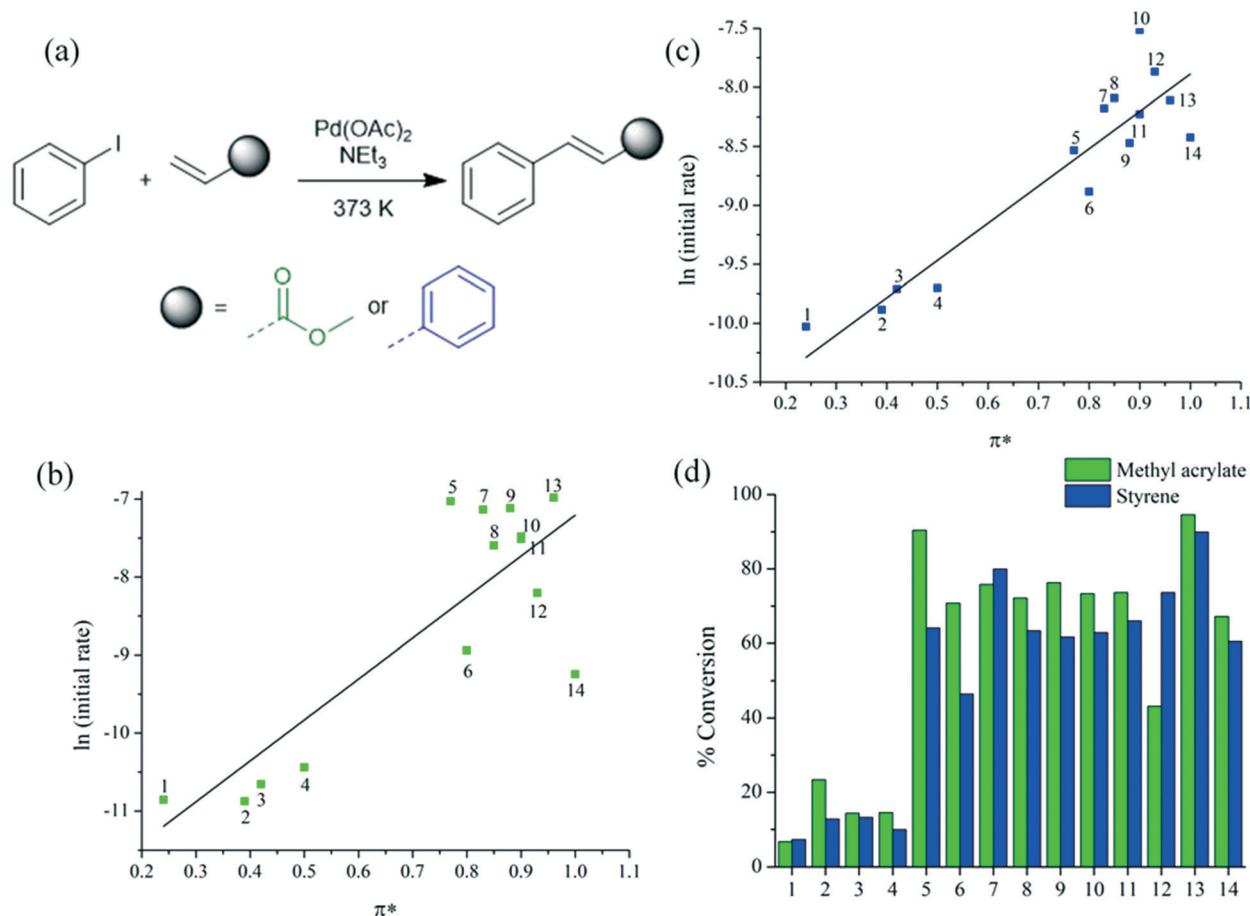 (a)
I
+
Pd(OAc)2
NEt3
373 K
=
O
O
or
(b)
ln (initial rate)
-7
-8
-9
-10
-11
0.2 0.3 0.4 0.5 0.6 0.7 0.8 0.9 1.0 1.1
π*
1
2
3
4
5
6
7
8
9
10
11
12
13
14
(c)
ln (initial rate)
-7.5
-8.0
-8.5
-9.0
-9.5
-10.0
-10.5
0.2 0.3 0.4 0.5 0.6 0.7 0.8 0.9 1.0 1.1
π*
1
2
3
4
5
6
7
8
9
10
11
12
13
14
(d)
Methyl acrylate
Styrene
% Conversion
100
80
60
40
20
0
1 2 3 4 5 6 7 8 9 10 11 12 13 14